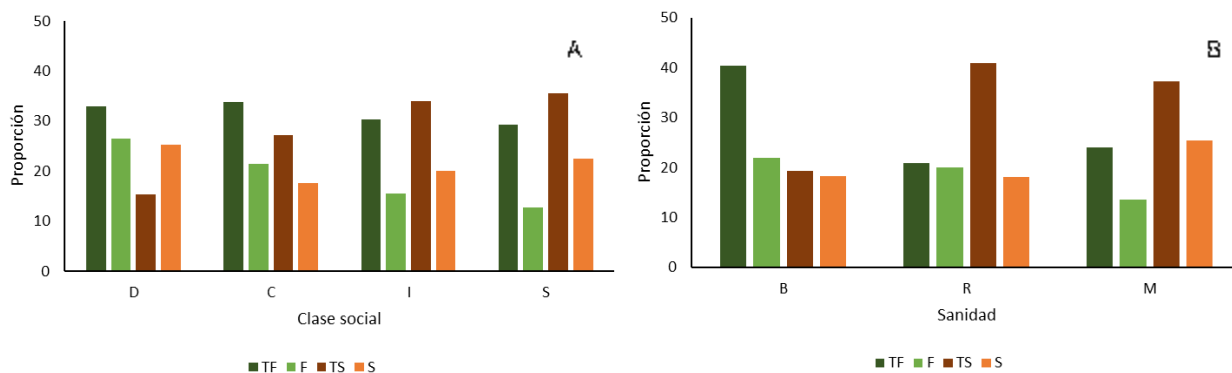 A
Proporción
50
40
30
20
10
0
D C I S
Clase social
TF F TS S
B
Proporción
50
40
30
20
10
0
B R M
Sanidad
TF F TS S